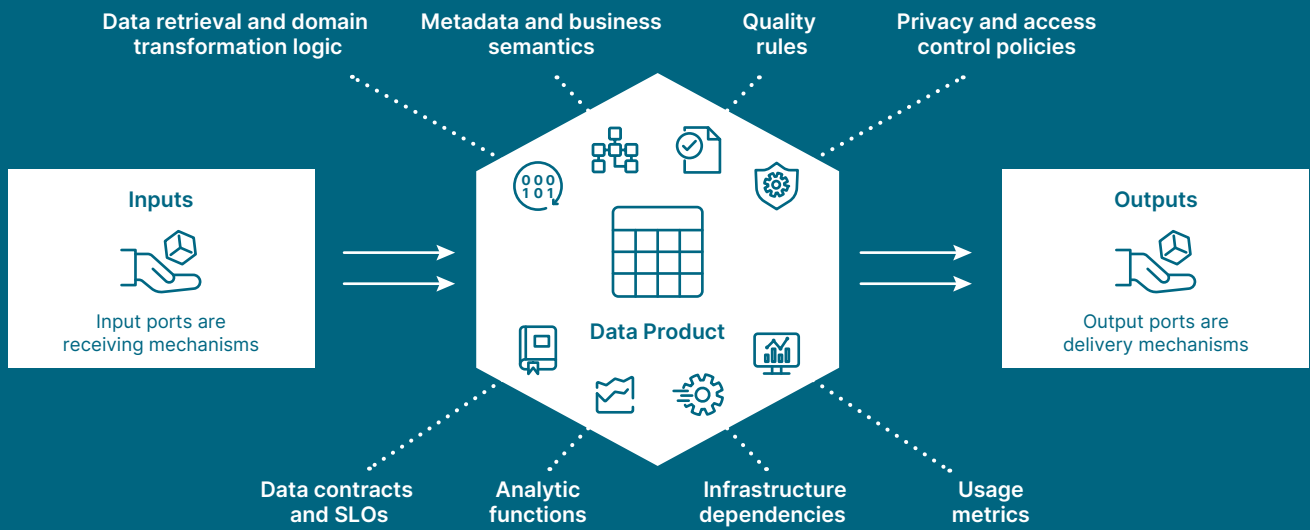 Data retrieval and domain
transformation logic
Metadata and business
semantics
Quality
rules
Privacy and access
control policies
Inputs
Input ports are
receiving mechanisms
000
101
Data Product
Outputs
Output ports are
delivery mechanisms
Data contracts
and SLOs
Analytic
functions
Infrastructure
dependencies
Usage
metrics